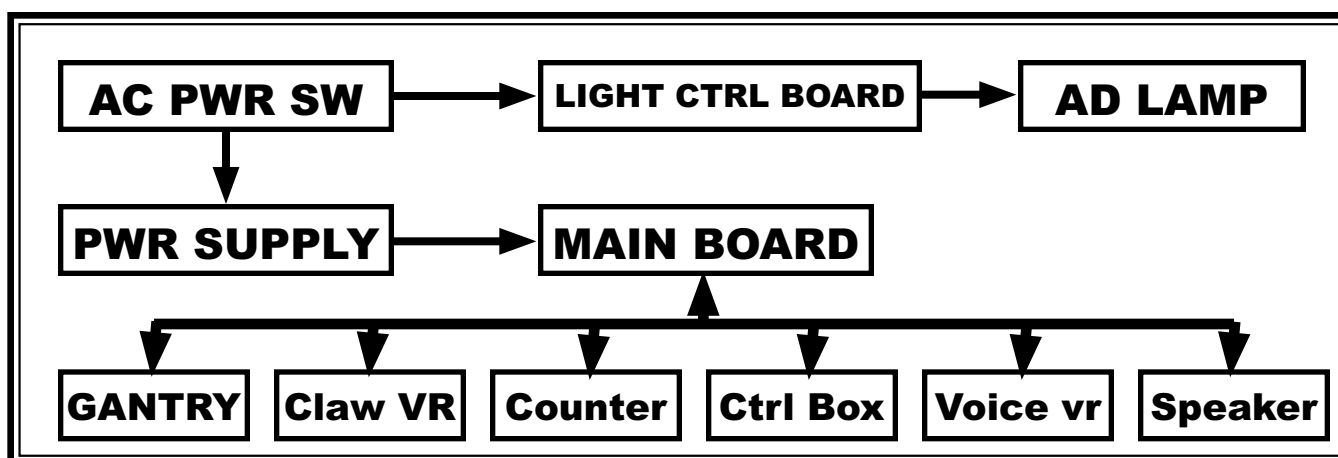 AC PWR SW
LIGHT CTRL BOARD
AD LAMP
PWR SUPPLY
MAIN BOARD
GANTRY
Claw VR
Counter
Ctrl Box
Voice vr
Speaker